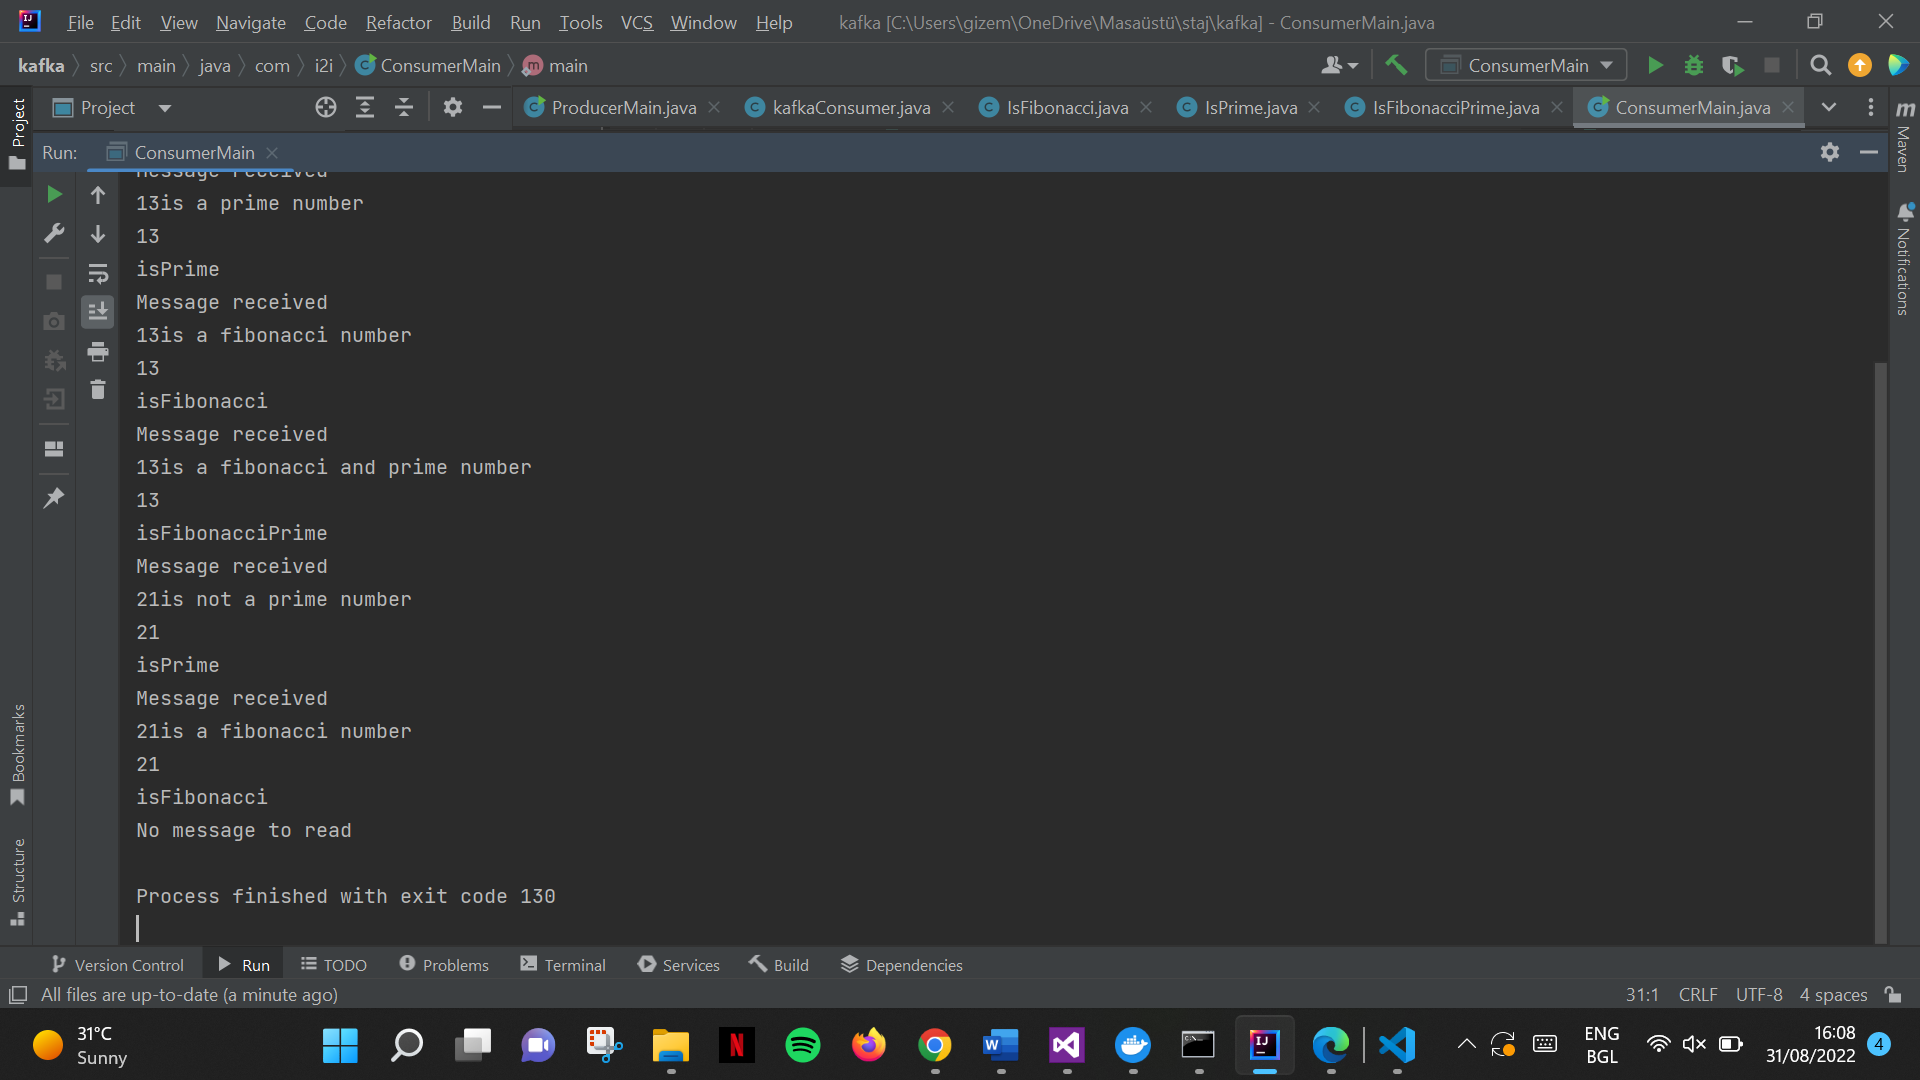 File Edit View Navigate Code Refactor Build Run Tools VCS Window Help kafka [C:\Users\gizem\OneDrive\Masaüstü\staj\kafka] - ConsumerMain.java
kafka src main java com i2i ConsumerMain main ConsumerMain
Project ProducerMain.java kafkaConsumer.java IsFibonacci.java IsPrime.java IsFibonacciPrime.java ConsumerMain.java
Run: ConsumerMain
Message received
13is a prime number
13
isPrime
Message received
13is a fibonacci number
13
isFibonacci
Message received
13is a fibonacci and prime number
13
isFibonacciPrime
Message received
21is not a prime number
21
isPrime
Message received
21is a fibonacci number
21
isFibonacci
No message to read
Process finished with exit code 130
Project
Bookmarks
Structure
Maven
Notifications
Version Control Run TODO Problems Terminal Services Build Dependencies
All files are up-to-date (a minute ago) 31:1 CRLF UTF-8 4 spaces
31°C
Sunny
ENG
BGL
16:08
31/08/2022
4